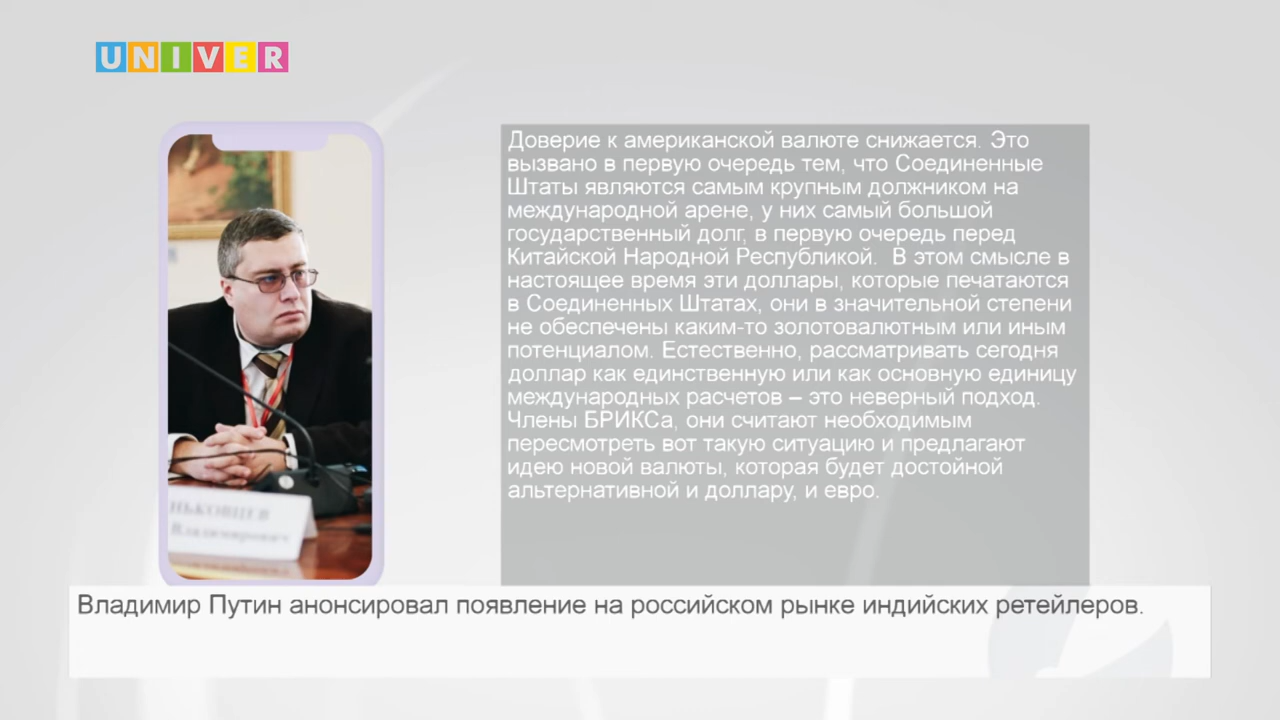 UNIVER
Доверие к американской валюте снижается. Это
вызвано в первую очередь тем, что Соединенные
Штаты являются самым крупным должником на
международной арене, у них самый большой
государственный долг, в первую очередь перед
Китайской Народной Республикой. В этом смысле в
настоящее время эти доллары, которые печатаются
в Соединенных Штатах, они в значительной степени
не обеспечены каким-то золотовалютным или иным
потенциалом. Естественно, рассматривать сегодня
доллар как единственную или как основную единицу
международных расчетов – это неверный подход.
Члены БРИКСа, они считают необходимым
пересмотреть вот такую ситуацию и предлагают
идею новой валюты, которая будет достойной
альтернативной и доллару, и евро.
НЬКОВЦЕВ
Владимирович
Владимир Путин анонсировал появление на российском рынке индийских ретейлеров.